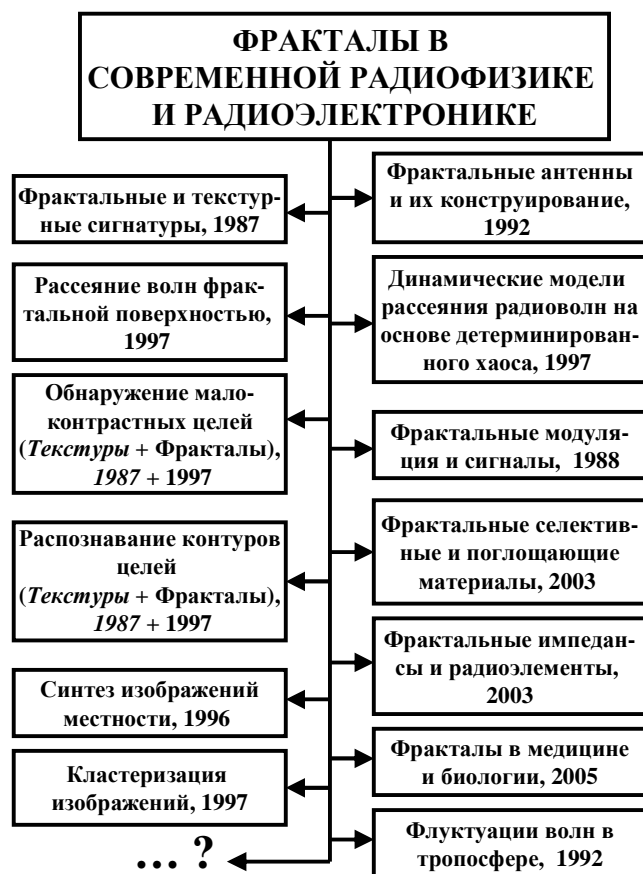 ФРАКТАЛЫ В
СОВРЕМЕННОЙ РАДИОФИЗИКЕ
И РАДИОЭЛЕКТРОНИКЕ
Фрактальные и текстур-
ные сигнатуры, 1987
Рассеяние волн фрак-
тальной поверхностью,
1997
Обнаружение мало-
контрастных целей
(Текстуры + Фракталы),
1987 + 1997
Распознавание контуров
целей
(Текстуры + Фракталы),
1987 + 1997
Синтез изображений
местности, 1996
Кластеризация
изображений, 1997
... ?
Фрактальные антенны
и их конструирование,
1992
Динамические модели
рассеяния радиоволн на
основе детерминирован-
ного хаоса, 1997
Фрактальные модуля-
ция и сигналы, 1988
Фрактальные селектив-
ные и поглощающие
материалы, 2003
Фрактальные импедан-
сы и радиоэлементы,
2003
Фракталы в медицине
и биологии, 2005
Флуктуации волн в
тропосфере, 1992